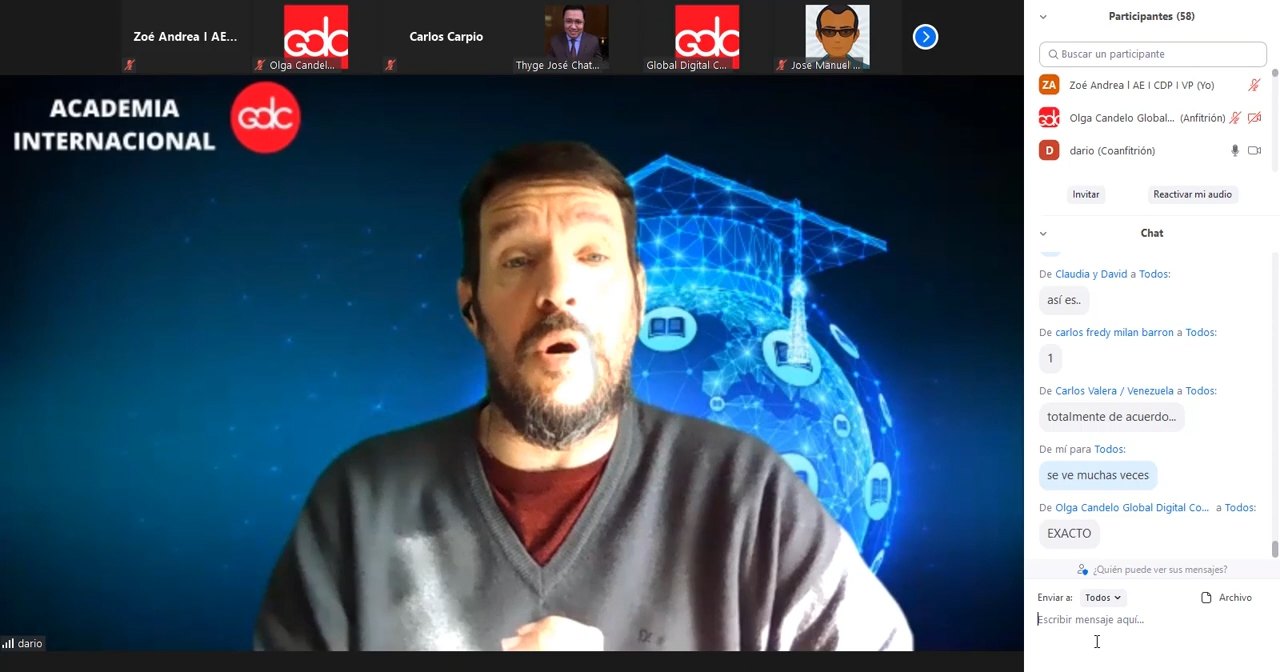 Zoé Andrea l AE...
Olga Candel...
Carlos Carpio
Thyge José Chat...
Global Digital C...
Jose Manuel ...
gdc
gdc
ACADEMIA
INTERNACIONAL
gdc
dario
Participantes (58)
Buscar un participante
ZA
Zoé Andrea l AE l CDP l VP (Yo)
gdc
Olga Candelo Global... (Anfitrión)
D
dario (Coanfitrión)
Invitar
Reactivar mi audio
Chat
De Claudia y David a Todos:
así es..
De carlos fredy milan barron a Todos:
1
De Carlos Valera / Venezuela a Todos:
totalmente de acuerdo...
De mí para Todos:
se ve muchas veces
De Olga Candelo Global Digital Co... a Todos:
EXACTO
¿Quién puede ver sus mensajes?
Enviar a: Todos
Archivo
Escribir mensaje aquí...